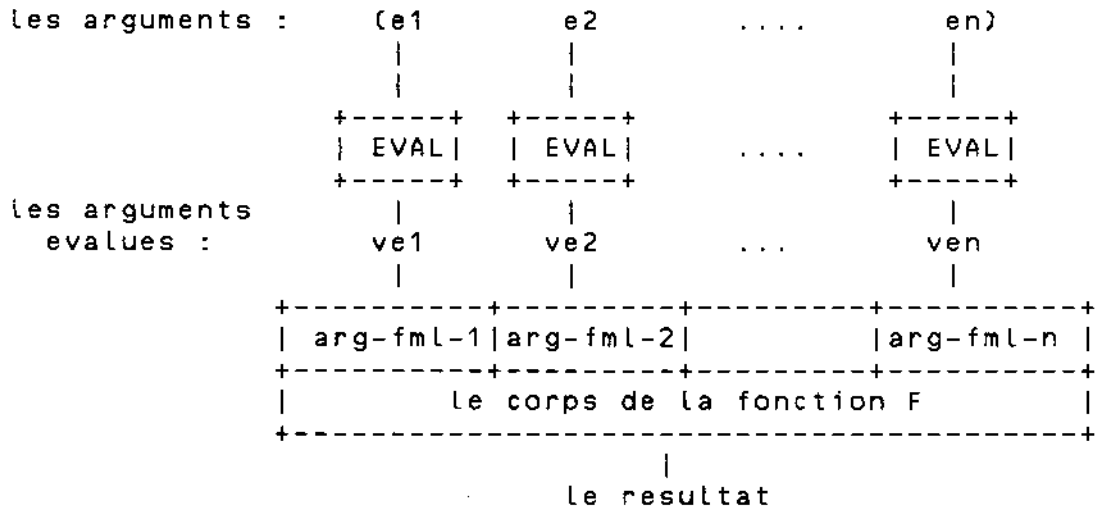 les arguments : (e1 e2 .... en)
| | |
| | |
+-----+ +-----+ +-----+
| EVAL| | EVAL| .... | EVAL|
+-----+ +-----+ +-----+
les arguments | | |
evalues : ve1 ve2 ... ven
| | |
+-----------+----------+----------+-----------+
| arg-fml-1|arg-fml-2| |arg-fml-n |
+-----------+----------+----------+-----------+
| le corps de la fonction F |
+---------------------------------------------+
|
le resultat